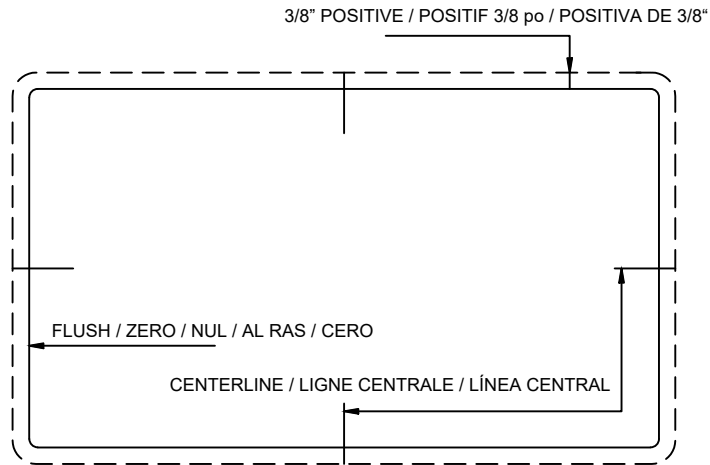 3/8” POSITIVE / POSITIF 3/8 po / POSITIVA DE 3/8“
FLUSH / ZERO / NUL / AL RAS / CERO
CENTERLINE / LIGNE CENTRALE / LÍNEA CENTRAL